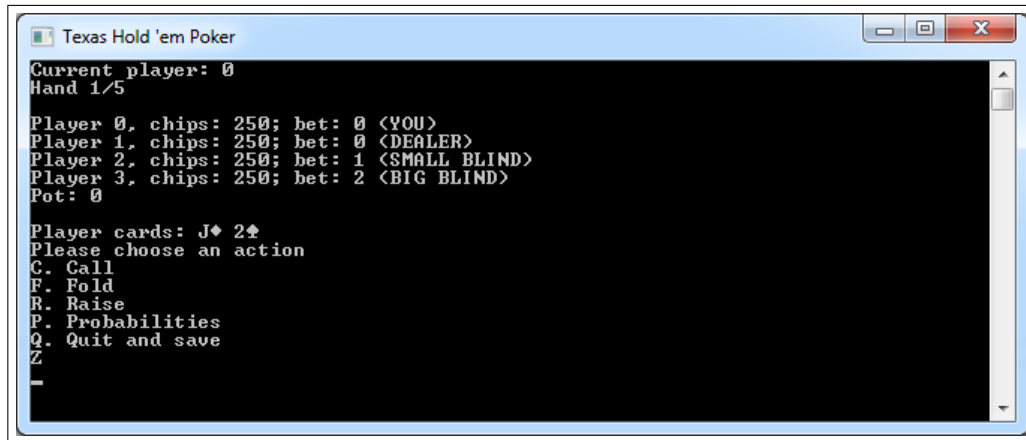 Texas Hold 'em Poker
Current player: 0
Hand 1/5
Player 0, chips: 250; bet: 0 (YOU)
Player 1, chips: 250; bet: 0 (DEALER)
Player 2, chips: 250; bet: 1 (SMALL BLIND)
Player 3, chips: 250; bet: 2 (BIG BLIND)
Pot: 0
Player cards: J♦ 2♠
Please choose an action
C. Call
F. Fold
R. Raise
P. Probabilities
Q. Quit and save
Z